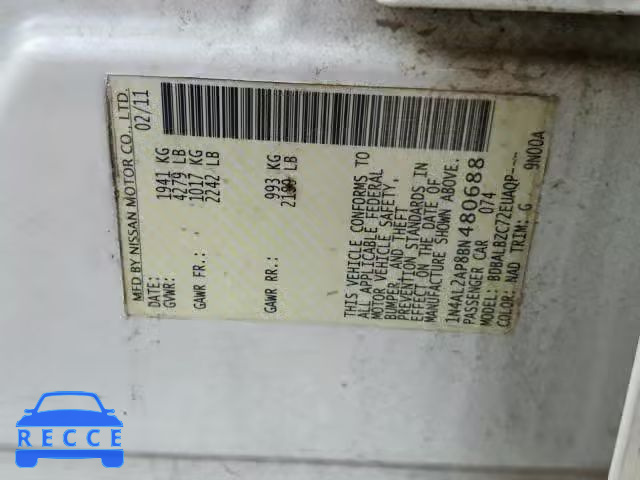 MFD BY NISSAN MOTOR CO., LTD.
DATE: 02/11
GVWR: 1941 KG
4279 LB
GAWR FR: 1017 KG
2242 LB
GAWR RR: 993 KG
LB
THIS VEHICLE CONFORMS TO
ALL APPLICABLE FEDERAL
MOTOR VEHICLE SAFETY,
BUMPER, AND THEFT
PREVENTION STANDARDS IN
EFFECT ON THE DATE OF
MANUFACTURE SHOWN ABOVE.
1N4AL2AP8BN480688
PASSENGER CAR 074
MODEL: BDBALBZC72EUAQP---
COLOR: NAD TRIM: G 9N00A
RECCE